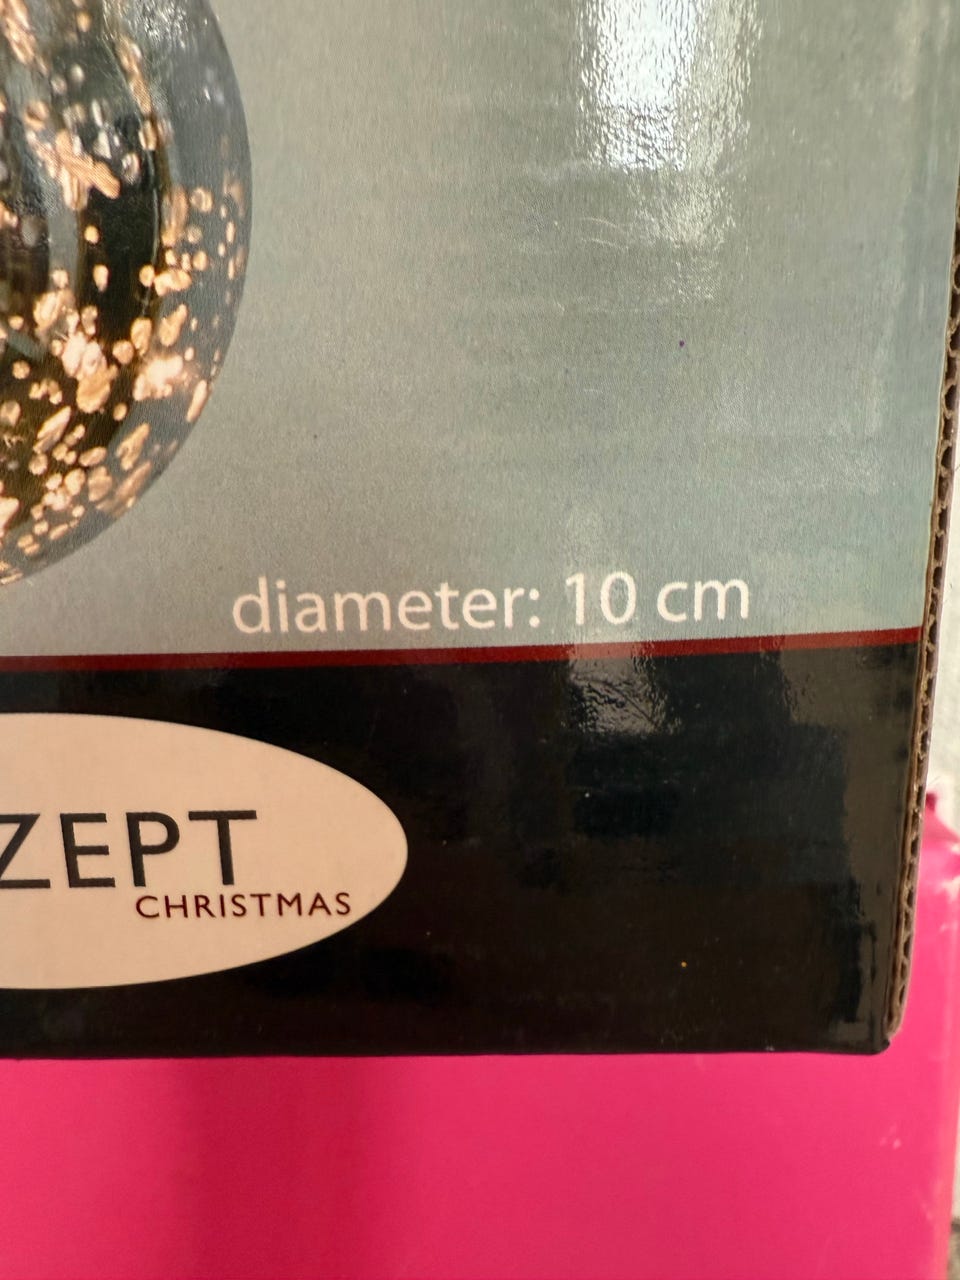 diameter: 10 cm
ZEPT
CHRISTMAS